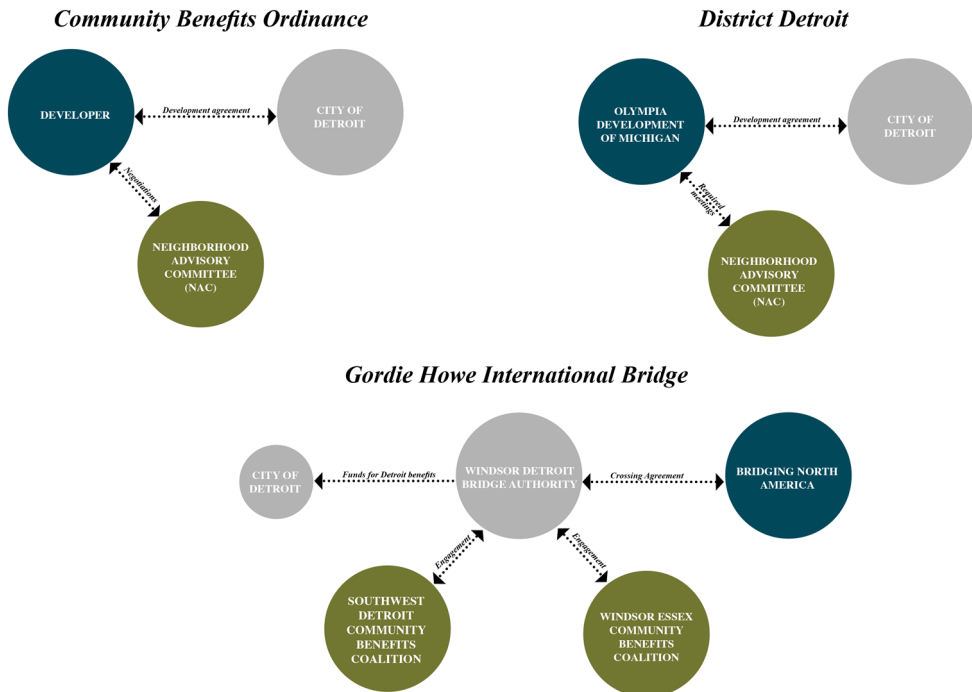 Community Benefits Ordinance
DEVELOPER
Development agreement
CITY OF
DETROIT
Negotiations
NEIGHBORHOOD
ADVISORY
COMMITTEE
(NAC)
District Detroit
OLYMPIA
DEVELOPMENT
OF MICHIGAN
Development agreement
CITY OF
DETROIT
Required
meetings
NEIGHBORHOOD
ADVISORY
COMMITTEE
(NAC)
Gordie Howe International Bridge
CITY OF
DETROIT
Funds for Detroit benefits
WINDSOR DETROIT
BRIDGE AUTHORITY
Crossing Agreement
BRIDGING NORTH
AMERICA
Engagement
Engagement
SOUTHWEST
DETROIT
COMMUNITY
BENEFITS
COALITION
WINDSOR ESSEX
COMMUNITY
BENEFITS
COALITION